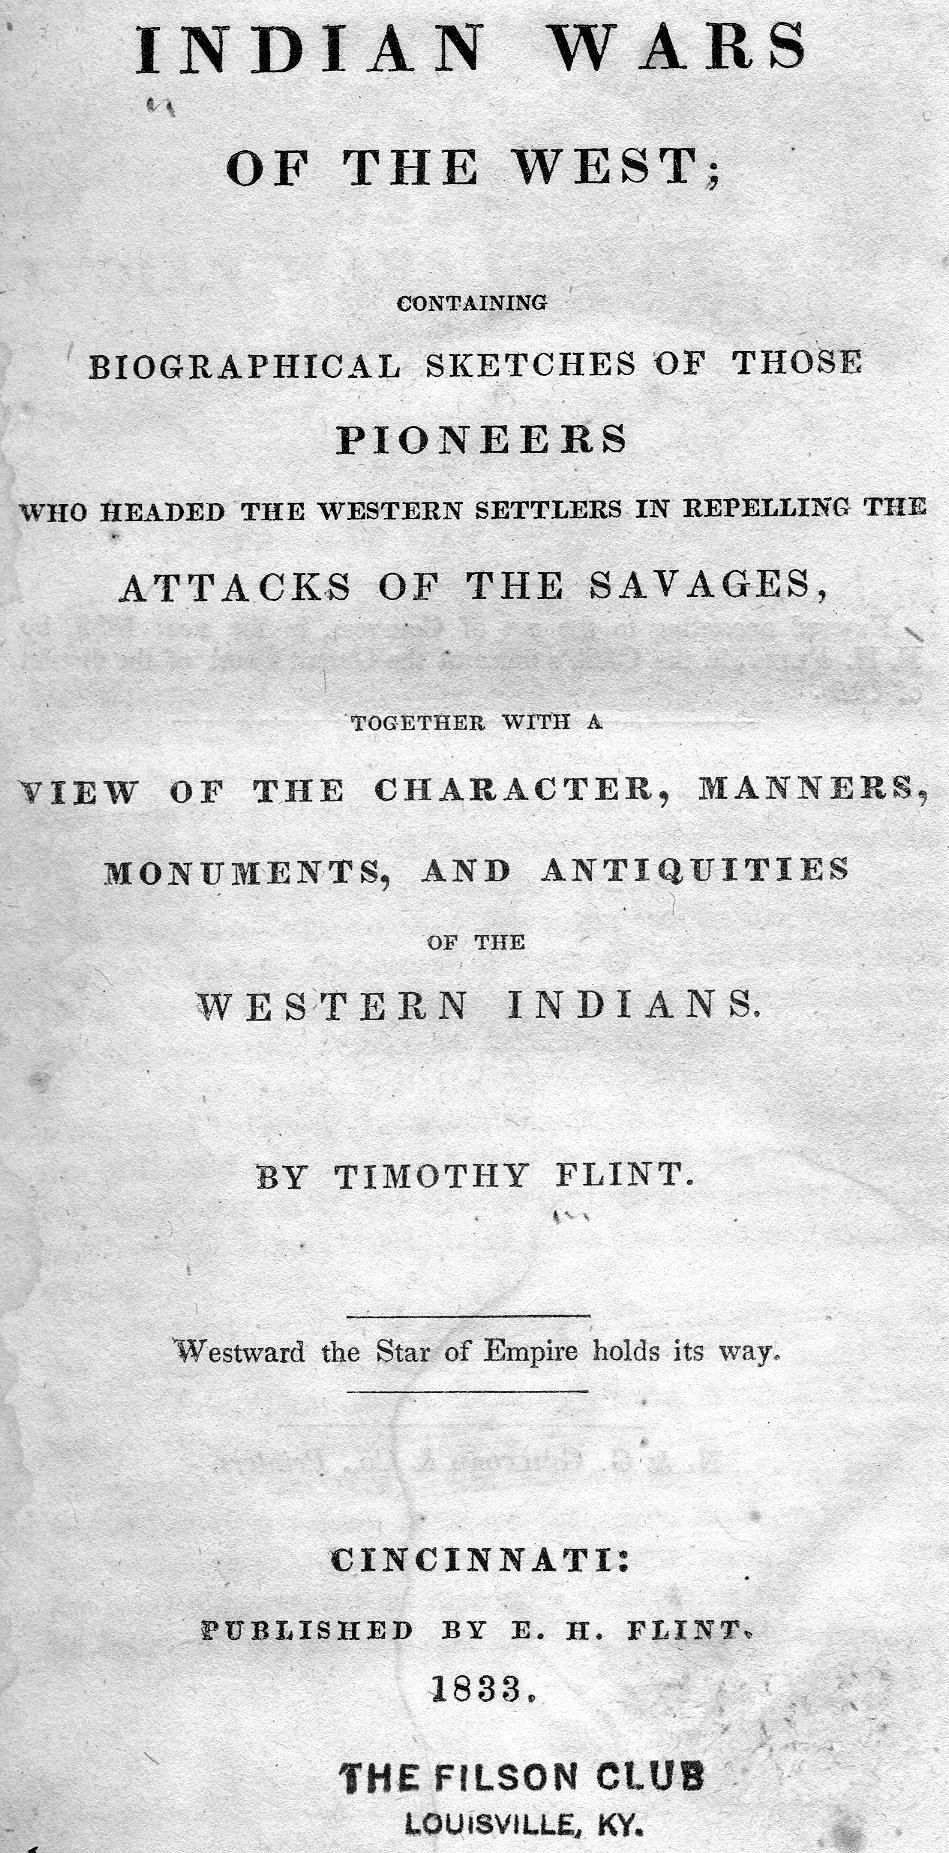 INDIAN WARS
OF THE WEST;
CONTAINING
BIOGRAPHICAL SKETCHES OF THOSE
PIONEERS
WHO HEADED THE WESTERN SETTLERS IN REPELLING THE
ATTACKS OF THE SAVAGES,
TOGETHER WITH A
VIEW OF THE CHARACTER, MANNERS,
MONUMENTS, AND ANTIQUITIES
OF THE
WESTERN INDIANS.
BY TIMOTHY FLINT.
Westward the Star of Empire holds its way.
CINCINNATI:
PUBLISHED BY E. H. FLINT.
1833.
THE FILSON CLUB
LOUISVILLE, KY.